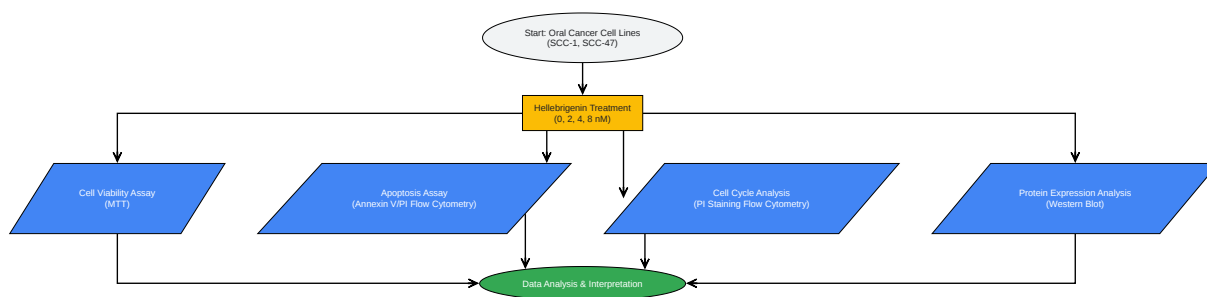 Start: Oral Cancer Cell Lines
(SCC-1, SCC-47)
Hellebrigenin Treatment
(0, 2, 4, 8 nM)
Cell Viability Assay
(MTT)
Apoptosis Assay
(Annexin V/PI Flow Cytometry)
Cell Cycle Analysis
(PI Staining Flow Cytometry)
Protein Expression Analysis
(Western Blot)
Data Analysis & Interpretation